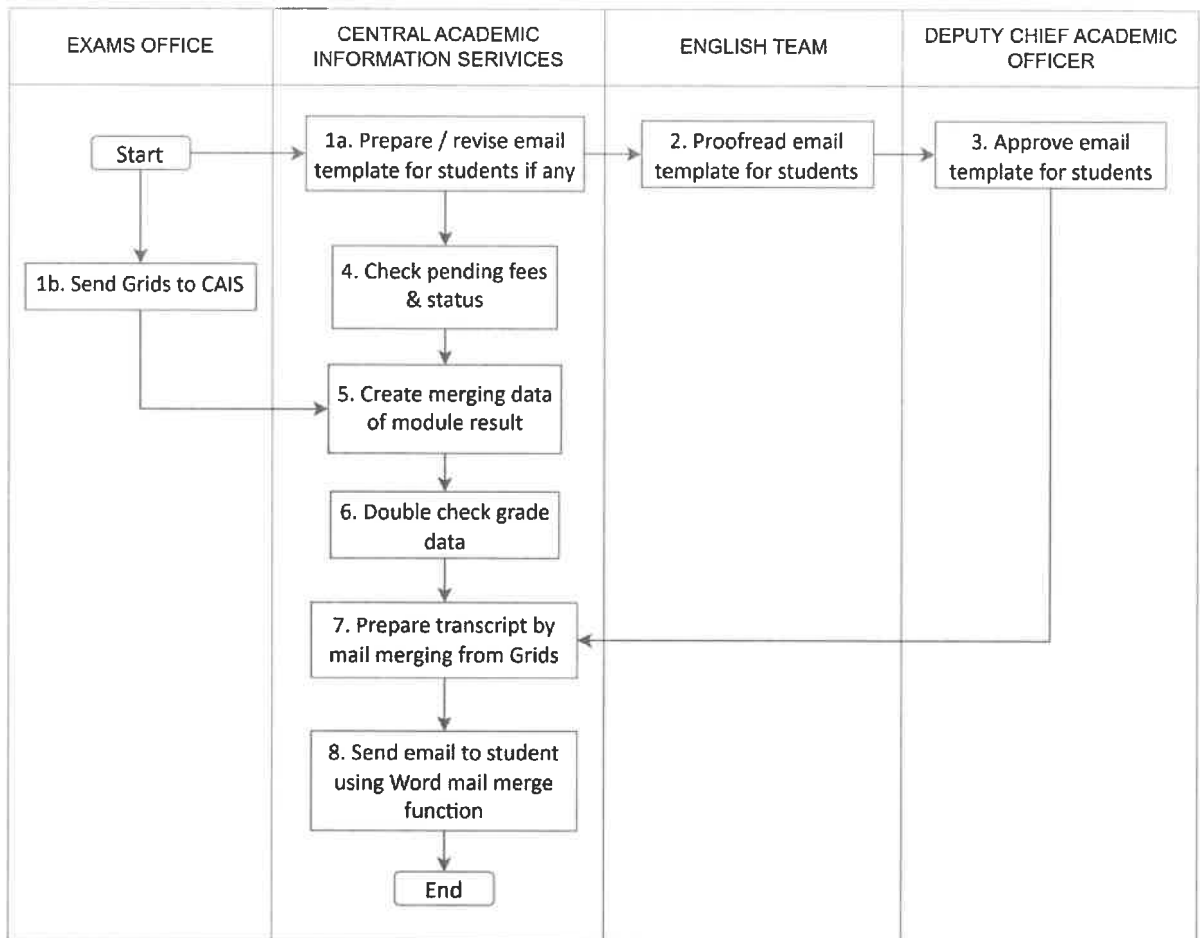 EXAMS OFFICE
CENTRAL ACADEMIC
INFORMATION SERIVICES
ENGLISH TEAM
DEPUTY CHIEF ACADEMIC
OFFICER
Start
1a. Prepare / revise email
template for students if any
2. Proofread email
template for students
3. Approve email
template for students
1b. Send Grids to CAIS
4. Check pending fees
& status
5. Create merging data
of module result
6. Double check grade
data
7. Prepare transcript by
mail merging from Grids
8. Send email to student
using Word mail merge
function
End